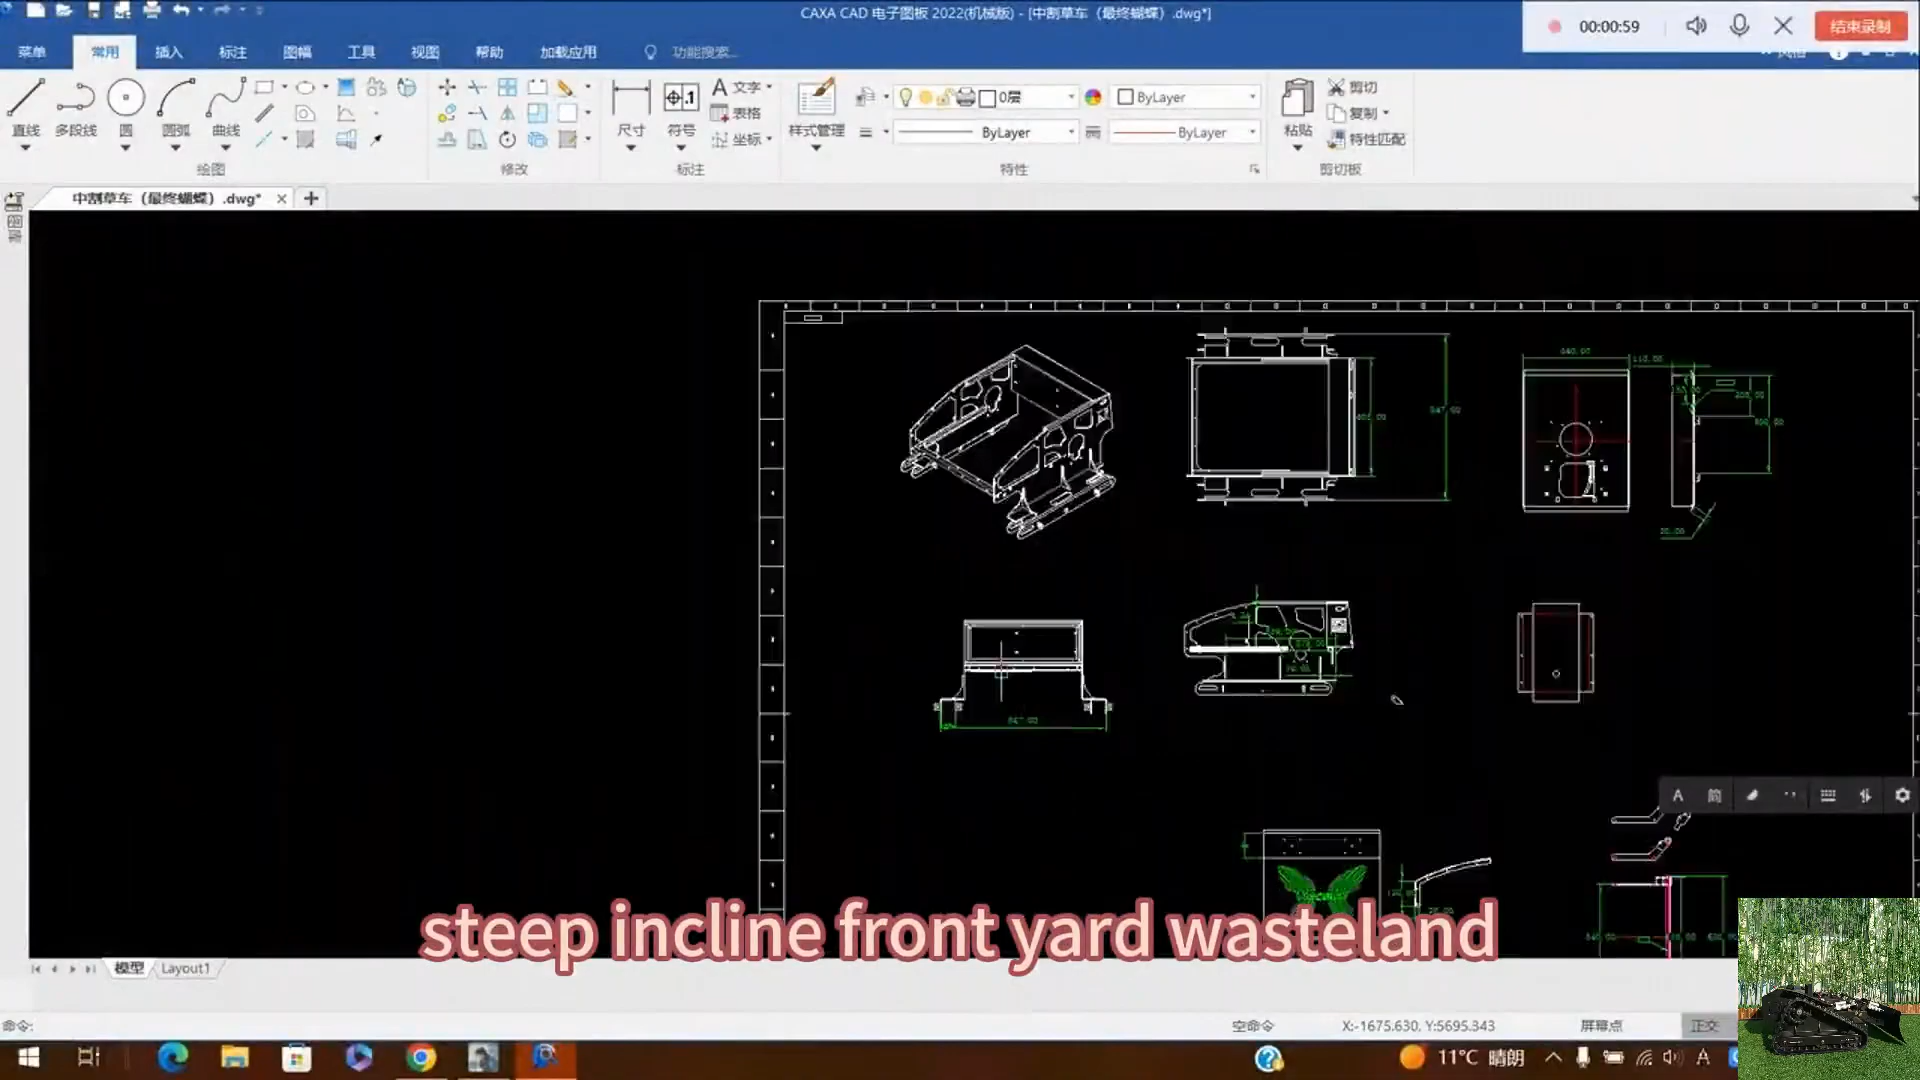 CAXA CAD 电子图板 2022(机械版) - [中割草车（最终蝴蝶）.dwg*]
00:00:59
结束录制
菜单
常用
插入
标注
图幅
工具
视图
帮助
加载应用
功能搜索...
风格
直线
多段线
圆
圆弧
曲线
尺寸
符号
文字
表格
坐标
样式管理
0层
ByLayer
ByLayer
ByLayer
粘贴
剪切
复制
特性匹配
绘图
修改
标注
特性
剪切板
中割草车（最终蝴蝶）.dwg*
A 简
steep incline front yard wasteland
模型
Layout1
命令:
空命令
X:-1675.630, Y:5695.343
屏幕点
正交
11°C 晴朗